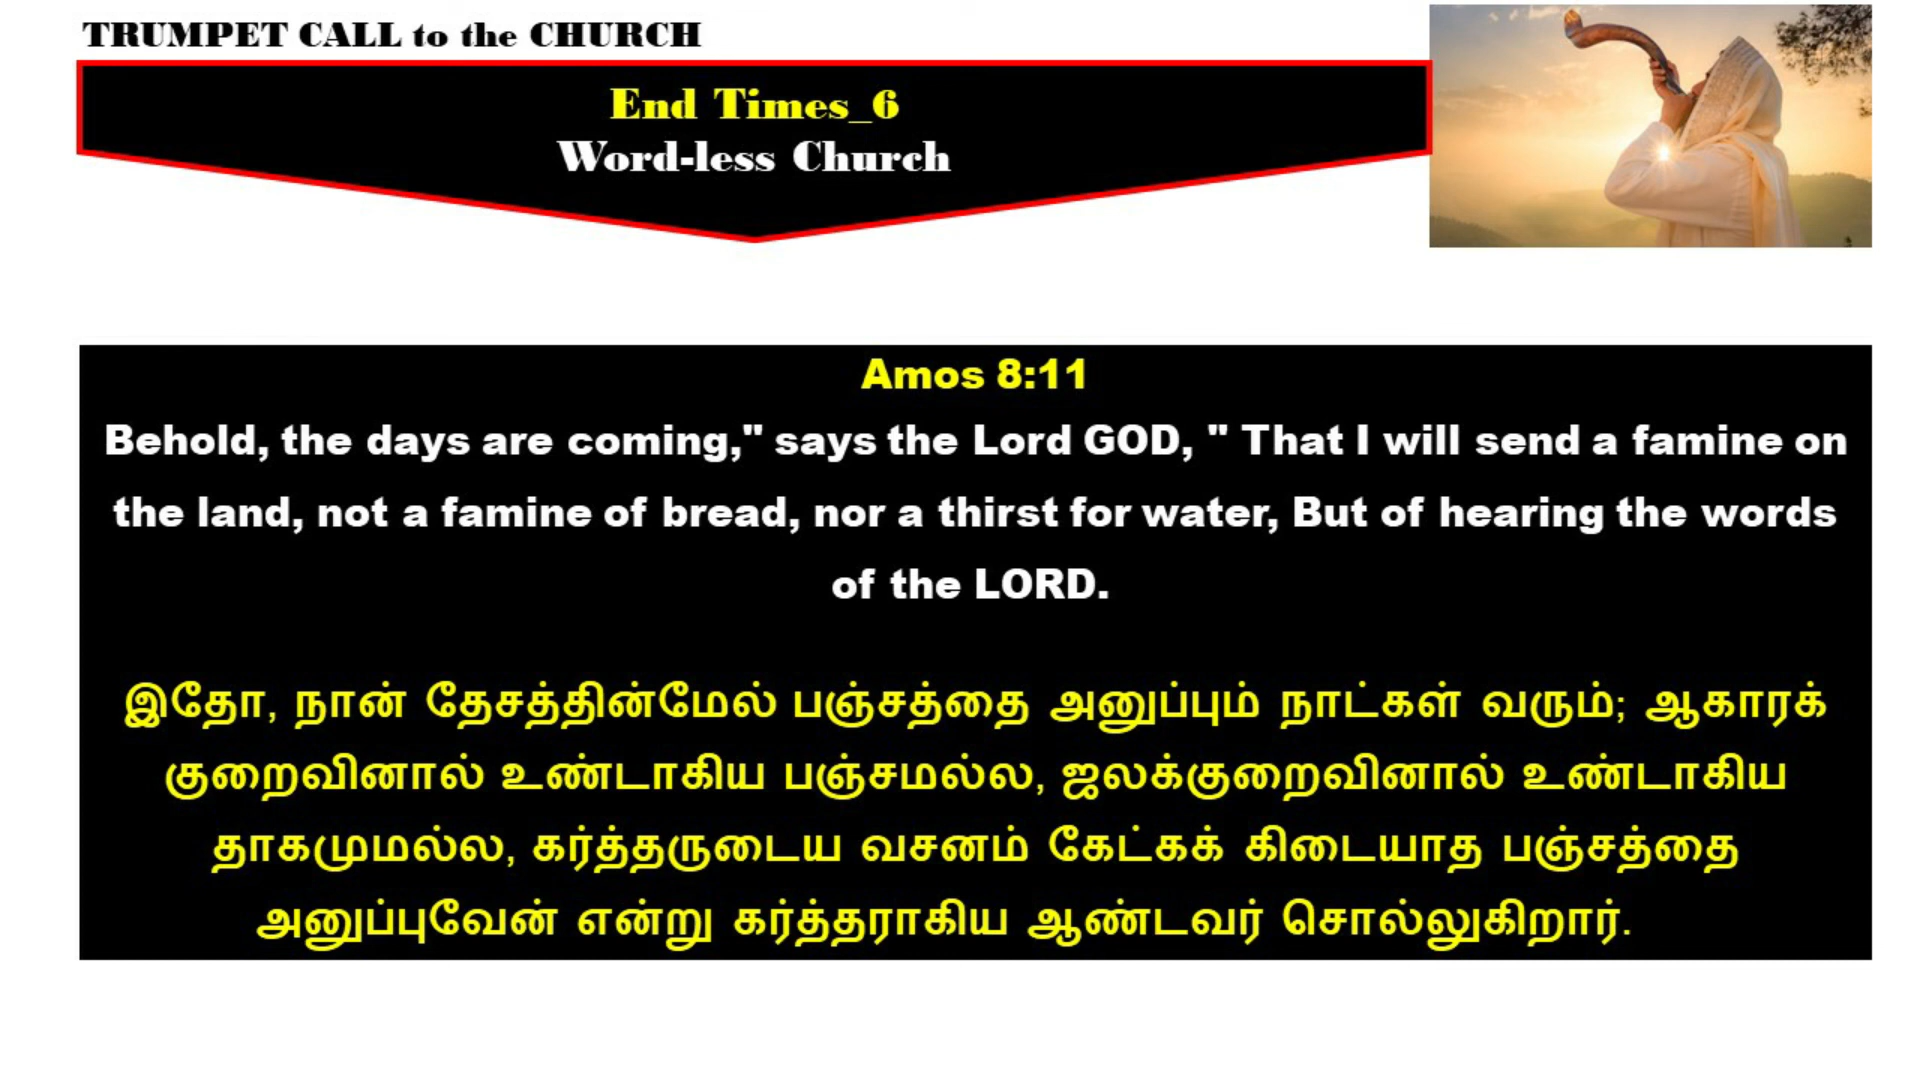 TRUMPET CALL to the CHURCH
End Times_6
Word-less Church
Amos 8:11
Behold, the days are coming," says the Lord GOD, " That I will send a famine on
the land, not a famine of bread, nor a thirst for water, But of hearing the words
of the LORD.
இதோ, நான் தேசத்தின்மேல் பஞ்சத்தை அனுப்பும் நாட்கள் வரும்; ஆகாரக்
குறைவினால் உண்டாகிய பஞ்சமல்ல, ஜலக்குறைவினால் உண்டாகிய
தாகமுமல்ல, கர்த்தருடைய வசனம் கேட்கக் கிடையாத பஞ்சத்தை
அனுப்புவேன் என்று கர்த்தராகிய ஆண்டவர் சொல்லுகிறார்.